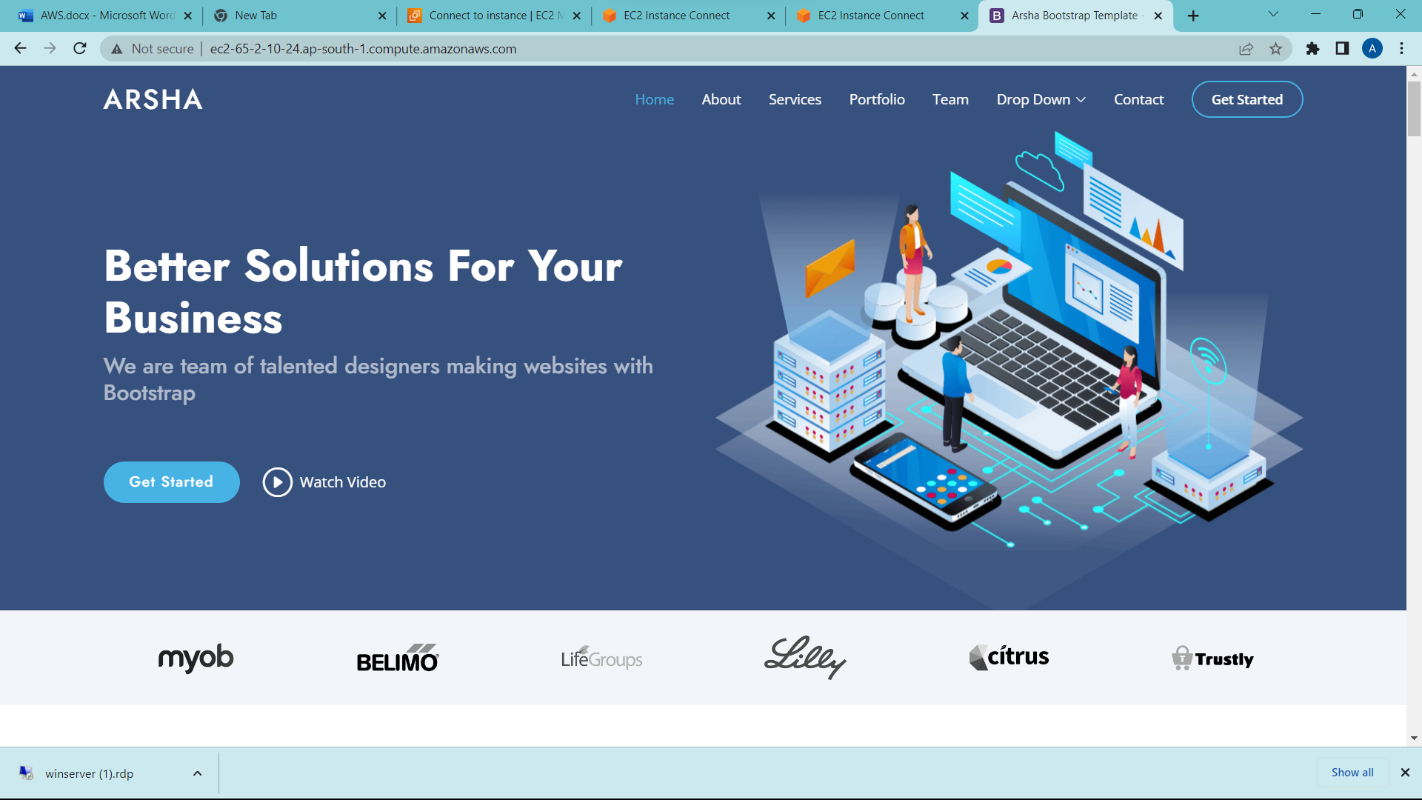 AWS.docx - Microsoft Word
New Tab
Connect to instance | EC2 M
EC2 Instance Connect
EC2 Instance Connect
Arsha Bootstrap Template -
Not secure
ec2-65-2-10-24.ap-south-1.compute.amazonaws.com
A
ARSHA
Home
About
Services
Portfolio
Team
Drop Down
Contact
Get Started
Better Solutions For Your
Business
We are team of talented designers making websites with
Bootstrap
Get Started
Watch Video
myob
BELIMO
LifeGroups
Lilly
citrus
Trustly
winserver (1).rdp
Show all